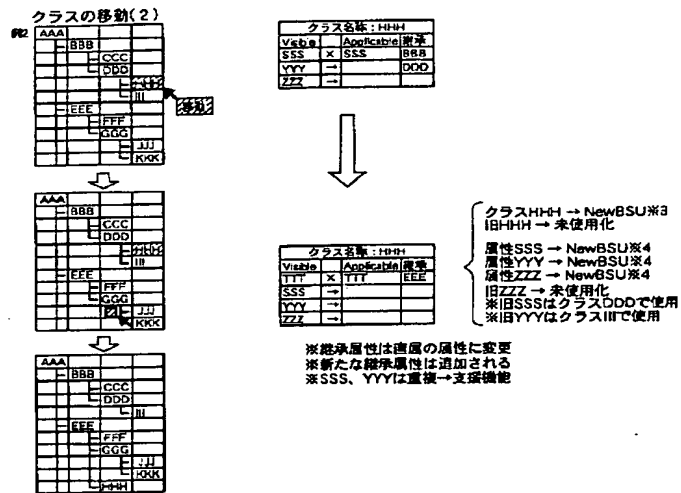 クラスの移動(2)
例2
AAA
BBB
CCC
DDD
HHH
III
移動
EEE
FFF
GGG
JJJ
KKK
AAA
BBB
CCC
DDD
HHH
III
EEE
FFF
GGG
JJJ
KKK
AAA
BBB
CCC
DDD
III
EEE
FFF
GGG
JJJ
KKK
HHH
クラス名称:HHH
Visible Applicable 継承
SSS × SSS BBB
YYY → DDD
ZZZ →
クラス名称:HHH
Visible Applicable 継承
TTT × TTT EEE
SSS →
YYY →
ZZZ →
クラスHHH → NewBSU※3
旧HHH → 未使用化
属性SSS → NewBSU※4
属性YYY → NewBSU※4
属性ZZZ → NewBSU※4
旧ZZZ → 未使用化
※旧SSSはクラスDDDで使用
※旧YYYはクラスIIIで使用
※継承属性は直属の属性に変更
※新たな継承属性は追加される
※SSS、YYYは重複→支援機能